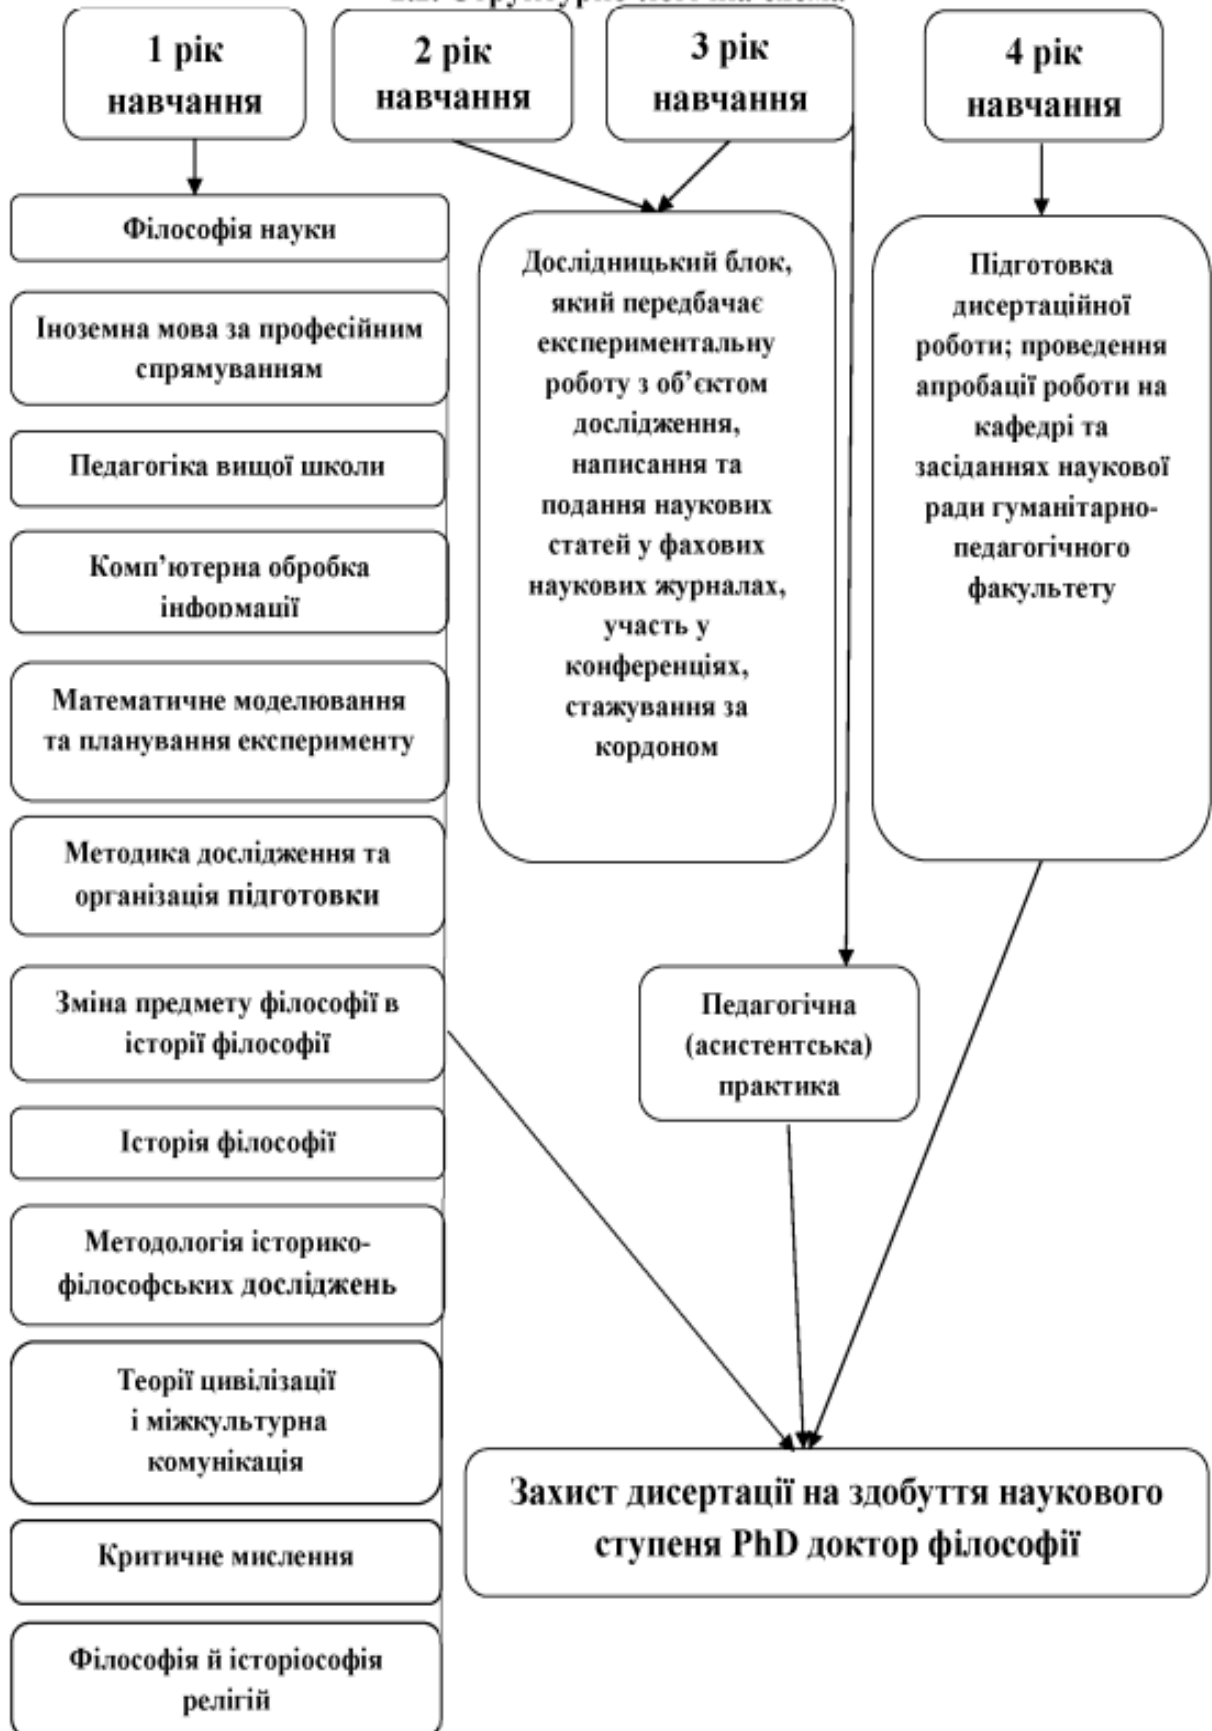 1 рік
навчання
2 рік
навчання
3 рік
навчання
4 рік
навчання
Філософія науки
Іноземна мова за професійним
спрямуванням
Педагогіка вищої школи
Комп’ютерна обробка
інформації
Математичне моделювання
та планування експерименту
Методика дослідження та
організація підготовки
Зміна предмету філософії в
історії філософії
Історія філософії
Методологія історико-
філософських досліджень
Теорії цивілізації
і міжкультурна
комунікація
Критичне мислення
Філософія й історіософія
релігій
Дослідницький блок,
який передбачає
експериментальну
роботу з об’єктом
дослідження,
написання та
подання наукових
статей у фахових
наукових журналах,
участь у
конференціях,
стажування за
кордоном
Педагогічна
(асистентська)
практика
Підготовка
дисертаційної
роботи; проведення
апробації роботи на
кафедрі та
засіданнях наукової
ради гуманітарно-
педагогічного
факультету
Захист дисертації на здобуття наукового
ступеня PhD доктор філософії